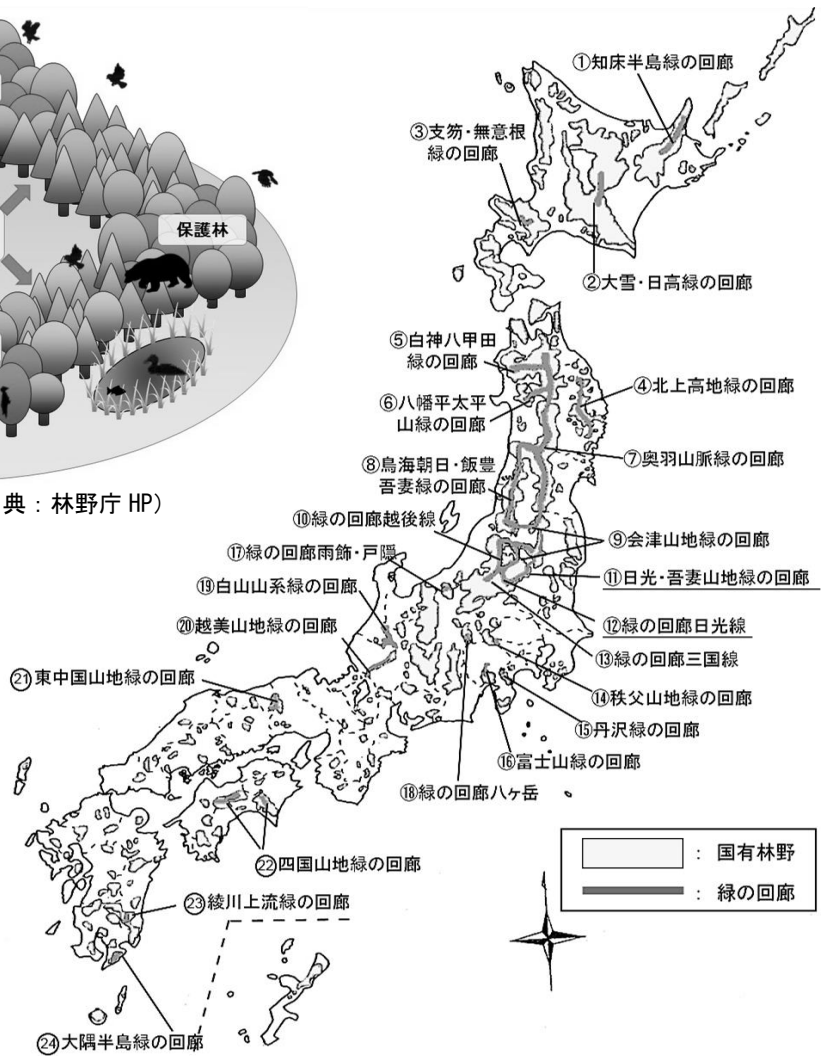 保護林
典：林野庁 HP）
①知床半島緑の回廊
③支笏・無意根
緑の回廊
②大雪・日高緑の回廊
⑤白神八甲田
緑の回廊
④北上高地緑の回廊
⑥八幡平太平
山緑の回廊
⑦奥羽山脈緑の回廊
⑧鳥海朝日・飯豊
吾妻緑の回廊
⑩緑の回廊越後線
⑨会津山地緑の回廊
⑰緑の回廊雨飾・戸隠
⑪日光・吾妻山地緑の回廊
⑲白山山系緑の回廊
⑫緑の回廊日光線
⑳越美山地緑の回廊
⑬緑の回廊三国線
㉑東中国山地緑の回廊
⑭秩父山地緑の回廊
⑮丹沢緑の回廊
⑯富士山緑の回廊
⑱緑の回廊八ヶ岳
㉒四国山地緑の回廊
㉓綾川上流緑の回廊
㉔大隅半島緑の回廊
：国有林野
：緑の回廊